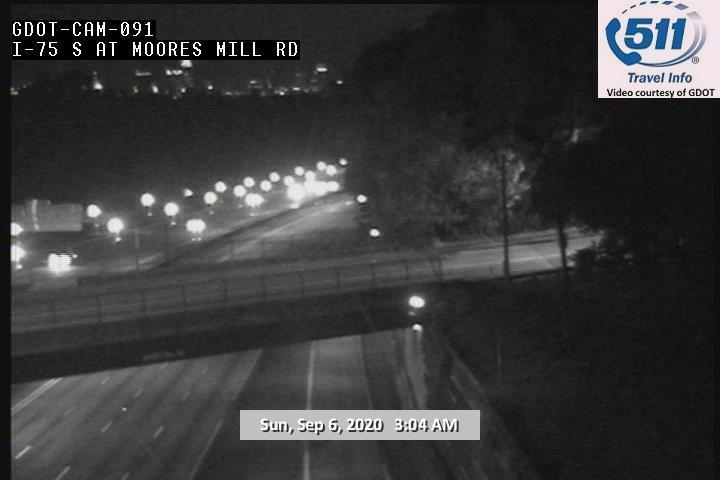 GDOT-CAM-091
I-75 S AT MOORES MILL RD
511
®
Travel Info
Video courtesy of GDOT
Sun, Sep 6, 2020 3:04 AM